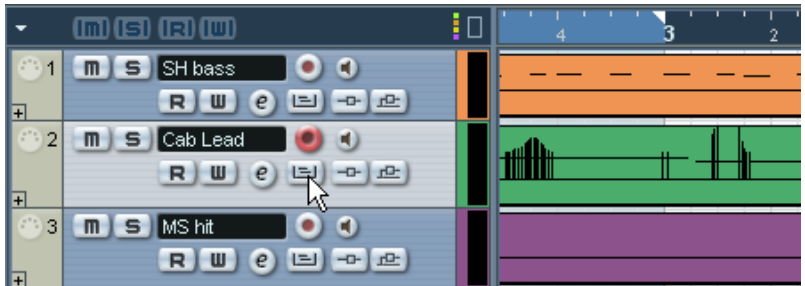 (m) (S) (R) (W) 4 3 2
1 m S SH bass
R W e
2 m S Cab Lead
R W e
3 m S MS hit
R W e